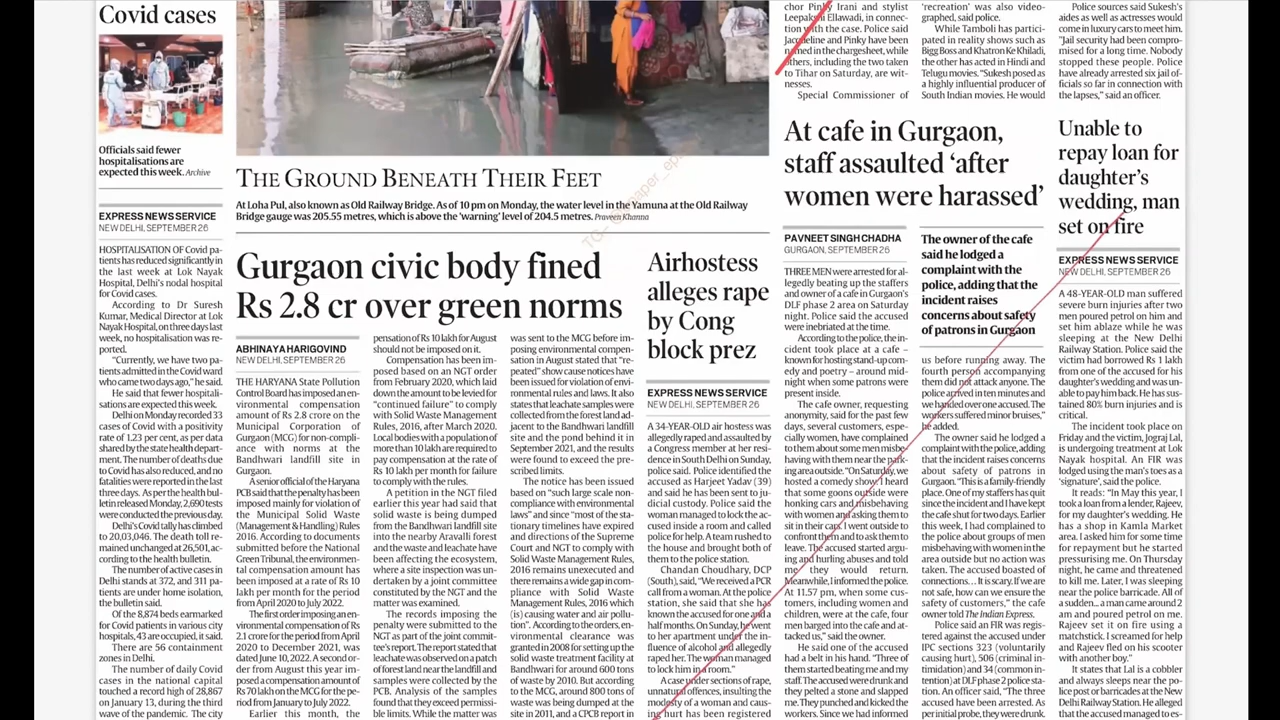 Covid cases
Officials said fewer
hospitalisations are
expected this week. Archive
EXPRESS NEWS SERVICE
NEW DELHI, SEPTEMBER 26
HOSPITALISATION OF Covid pa-
tients has reduced significantly in
the last week at Lok Nayak
Hospital, Delhi's nodal hospital
for Covid cases.
According to Dr Suresh
Kumar, Medical Director at Lok
Nayak Hospital, on three days last
week, no hospitalisation was re-
ported.
"Currently, we have two pa-
tients admitted in the Covid ward
who came two days ago," he said.
He said that fewer hospitali-
sations are expected this week.
Delhi on Monday recorded 33
cases of Covid with a positivity
rate of 1.23 per cent, as per data
shared by the state health depart-
ment. The number of deaths due
to Covid has also reduced, and no
fatalities were reported in the last
three days. As per the health bul-
letin released Monday, 2,690 tests
were conducted the previous day.
Delhi's Covid tally has climbed
to 20,03,046. The death toll re-
mained unchanged at 26,501, ac-
cording to the health bulletin.
The number of active cases in
Delhi stands at 372, and 311 pa-
tients are under home isolation,
the bulletin said.
Of the 8,874 beds earmarked
for Covid patients in various city
hospitals, 43 are occupied, it said.
There are 56 containment
zones in Delhi.
The number of daily Covid
cases in the national capital
touched a record high of 28,867
on January 13, during the third
wave of the pandemic. The city
THE GROUND BENEATH THEIR FEET
At Loha Pul, also known as Old Railway Bridge. As of 10 pm on Monday, the water level in the Yamuna at the Old Railway
Bridge gauge was 205.55 metres, which is above the 'warning' level of 204.5 metres. Praveen Khanna
Gurgaon civic body fined
Rs 2.8 cr over green norms
ABHINAYA HARIGOVIND
NEW DELHI, SEPTEMBER 26
THE HARYANA State Pollution
Control Board has imposed an en-
vironmental compensation
amount of Rs 2.8 crore on the
Municipal Corporation of
Gurgaon (MCG) for non-compli-
ance with norms at the
Bandhwari landfill site in
Gurgaon.
A senior official of the Haryana
PCB said that the penalty has been
imposed mainly for violation of
the Municipal Solid Waste
(Management & Handling) Rules
2016. According to documents
submitted before the National
Green Tribunal, the environmen-
tal compensation amount has
been imposed at a rate of Rs 10
lakh per month for the period
from April 2020 to July 2022.
The first order imposing an en-
vironmental compensation of Rs
2.1 crore for the period from April
2020 to December 2021, was
dated June 10, 2022. A second or-
der from August this year im-
posed a compensation amount of
Rs 70 lakh on the MCG for the pe-
riod from January to July 2022.
Earlier this month, the
pensation of Rs 10 lakh for August
should not be imposed on it.
Compensation has been im-
posed based on an NGT order
from February 2020, which laid
down the amount to be levied for
"continued failure" to comply
with Solid Waste Management
Rules, 2016, after March 2020.
Local bodies with a population of
more than 10 lakh are required to
pay compensation at the rate of
Rs 10 lakh per month for failure
to comply with the rules.
A petition in the NGT filed
earlier this year had said that
solid waste is being dumped
from the Bandhwari landfill site
into the nearby Aravalli forest
and the waste and leachate have
been affecting the ecosystem,
where a site inspection was un-
dertaken by a joint committee
constituted by the NGT and the
matter was examined.
The records imposing the
penalty were submitted to the
NGT as part of the joint commit-
tee's report. The report stated that
leachate was observed on a patch
of forest land near the landfill and
samples were collected by the
PCB. Analysis of the samples
found that they exceed permissi-
ble limits. While the matter was
was sent to the MCG before im-
posing environmental compen-
sation in August stated that "re-
peated" show cause notices have
been issued for violation of envi-
ronmental rules and laws. It also
states that leachate samples were
collected from the forest land ad-
jacent to the Bandhwari landfill
site and the pond behind it in
September 2021, and the results
were found to exceed the pre-
scribed limits.
The notice has been issued
based on "such large scale non-
compliance with environmental
laws" and since "most of the sta-
tionary timelines have expired
and directions of the Supreme
Court and NGT to comply with
Solid Waste Management Rules,
2016 remains unexecuted and
there remains a wide gap in com-
pliance with Solid Waste
Management Rules, 2016 which
(is) causing water and air pollu-
tion". According to the orders, en-
vironmental clearance was
granted in 2008 for setting up the
solid waste treatment facility at
Bandhwari for around 600 tons
of waste by 2010. But according
to the MCG, around 800 tons of
waste was being dumped at the
site in 2011, and a CPCB report in
Airhostess
alleges rape
by Cong
block prez
EXPRESS NEWS SERVICE
NEW DELHI, SEPTEMBER 26
A 34-YEAR-OLD air hostess was
allegedly raped and assaulted by
a Congress member at her resi-
dence in South Delhi on Sunday,
police said. Police identified the
accused as Harjeet Yadav (39)
and said he has been sent to ju-
dicial custody. Police said the
woman managed to lock the ac-
cused inside a room and called
police for help. A team rushed to
the house and brought both of
them to the police station.
Chandan Choudhary, DCP
(South), said, "We received a PCR
call from a woman. At the police
station, she said that she has
known the accused for one and a
half months. On Sunday, he went
to her apartment under the in-
fluence of alcohol and allegedly
raped her. The woman managed
to lock him in a room."
A case under sections of rape,
unnatural offences, insulting the
modesty of a woman and caus-
ing hurt has been registered
chor Pinky Irani and stylist
Leepakshi Ellawadi, in connec-
tion with the case. Police said
Jacqueline and Pinky have been
named in the chargesheet, while
others, including the two taken
to Tihar on Saturday, are wit-
nesses.
Special Commissioner of
'recreation' was also video-
graphed, said police.
While Tamboli has partici-
pated in reality shows such as
Bigg Boss and Khatron Ke Khiladi,
the other has acted in Hindi and
Telugu movies. "Sukesh posed as
a highly influential producer of
South Indian movies. He would
Police sources said Sukesh's
aides as well as actresses would
come in luxury cars to meet him.
"Jail security had been compro-
mised for a long time. Nobody
stopped these people. Police
have already arrested six jail of-
ficials so far in connection with
the lapses," said an officer.
At cafe in Gurgaon,
staff assaulted 'after
women were harassed'
PAVNEET SINGH CHADHA
GURGAON, SEPTEMBER 26
THREE MEN were arrested for al-
legedly beating up the staffers
and owner of a cafe in Gurgaon's
DLF phase 2 area on Saturday
night. Police said the accused
were inebriated at the time.
According to the police, the in-
cident took place at a cafe –
known for hosting stand-up com-
edy and poetry – around mid-
night when some patrons were
present inside.
The cafe owner, requesting
anonymity, said for the past few
days, several customers, espe-
cially women, have complained
to them about some men misbe-
having with them near the park-
ing area outside. "On Saturday, we
hosted a comedy show. I heard
that some goons outside were
honking cars and misbehaving
with women and asking them to
sit in their cars. I went outside to
confront them and to ask them to
leave. The accused started argu-
ing and hurling abuses and told
me they would return.
Meanwhile, I informed the police.
At 11.57 pm, when some cus-
tomers, including women and
children, were at the cafe, four
men barged into the cafe and at-
tacked us," said the owner.
He said one of the accused
had a belt in his hand. "Three of
them started beating me and my
staff. The accused were drunk and
they pelted a stone and slapped
me. They punched and kicked the
workers. Since we had informed
The owner of the cafe
said he lodged a
complaint with the
police, adding that the
incident raises
concerns about safety
of patrons in Gurgaon
us before running away. The
fourth person accompanying
them did not attack anyone. The
police arrived in ten minutes and
we handed over one accused. The
workers suffered minor bruises,"
he added.
The owner said he lodged a
complaint with the police, adding
that the incident raises concerns
about safety of patrons in
Gurgaon. "This is a family-friendly
place. One of my staffers has quit
since the incident and I have kept
the cafe shut for two days. Earlier
this week, I had complained to
the police about groups of men
misbehaving with women in the
area outside but no action was
taken. The accused boasted of
connections… It is scary. If we are
not safe, how can we ensure the
safety of customers," the cafe
owner told The Indian Express.
Police said an FIR was reg-
istered against the accused under
IPC sections 323 (voluntarily
causing hurt), 506 (criminal in-
timidation) and 34 (common in-
tention) at DLF phase 2 police sta-
tion. An officer said, "The three
accused have been arrested. As
per initial probe, they were drunk.
Unable to
repay loan for
daughter's
wedding, man
set on fire
EXPRESS NEWS SERVICE
NEW DELHI, SEPTEMBER 26
A 48-YEAR-OLD man suffered
severe burn injuries after two
men poured petrol on him and
set him ablaze while he was
sleeping at the New Delhi
Railway Station. Police said the
victim had borrowed Rs 1 lakh
from one of the accused for his
daughter's wedding and was un-
able to pay him back. He has sus-
tained 80% burn injuries and is
critical.
The incident took place on
Friday and the victim, Jograj Lal,
is undergoing treatment at Lok
Nayak hospital. An FIR was
lodged using the man's toes as a
'signature', said the police.
It reads: "In May this year, I
took a loan from a lender, Rajeev,
for my daughter's wedding. He
has a shop in Kamla Market
area. I asked him for some time
for repayment but he started
pressurising me. On Thursday
night, he came and threatened
to kill me. Later, I was sleeping
near the police barricade. All of
a sudden… a man came around 2
am and poured petrol on me.
Rajeev set it on fire using a
matchstick. I screamed for help
and Rajeev fled on his scooter
with another boy."
It states that Lal is a cobbler
and always sleeps near the po-
lice post or barricades at the New
Delhi Railway Station. He alleged
that the accused managed to es-